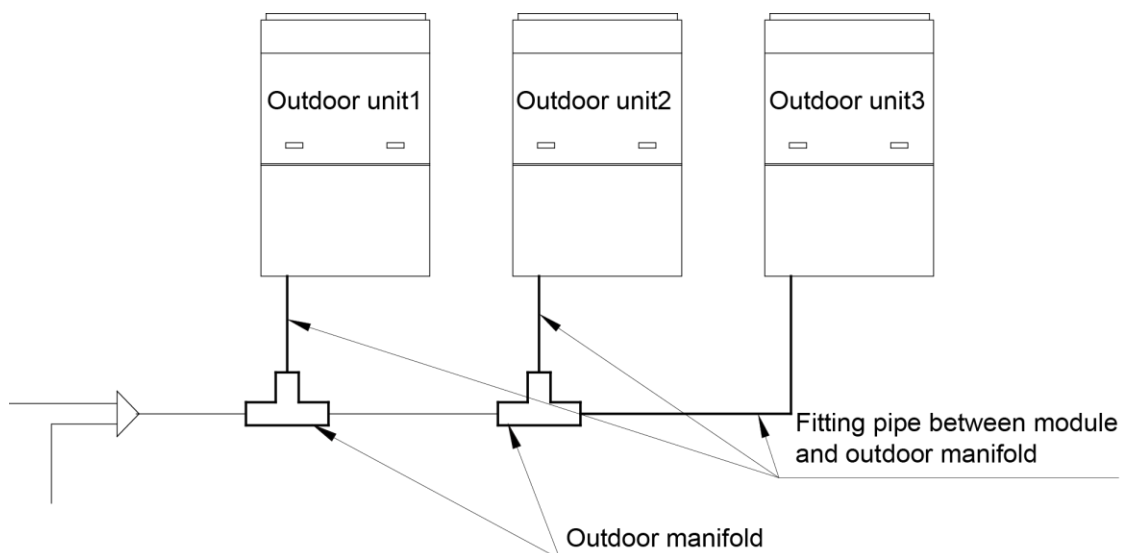 Outdoor unit1
Outdoor unit2
Outdoor unit3
Fitting pipe between module
and outdoor manifold
Outdoor manifold